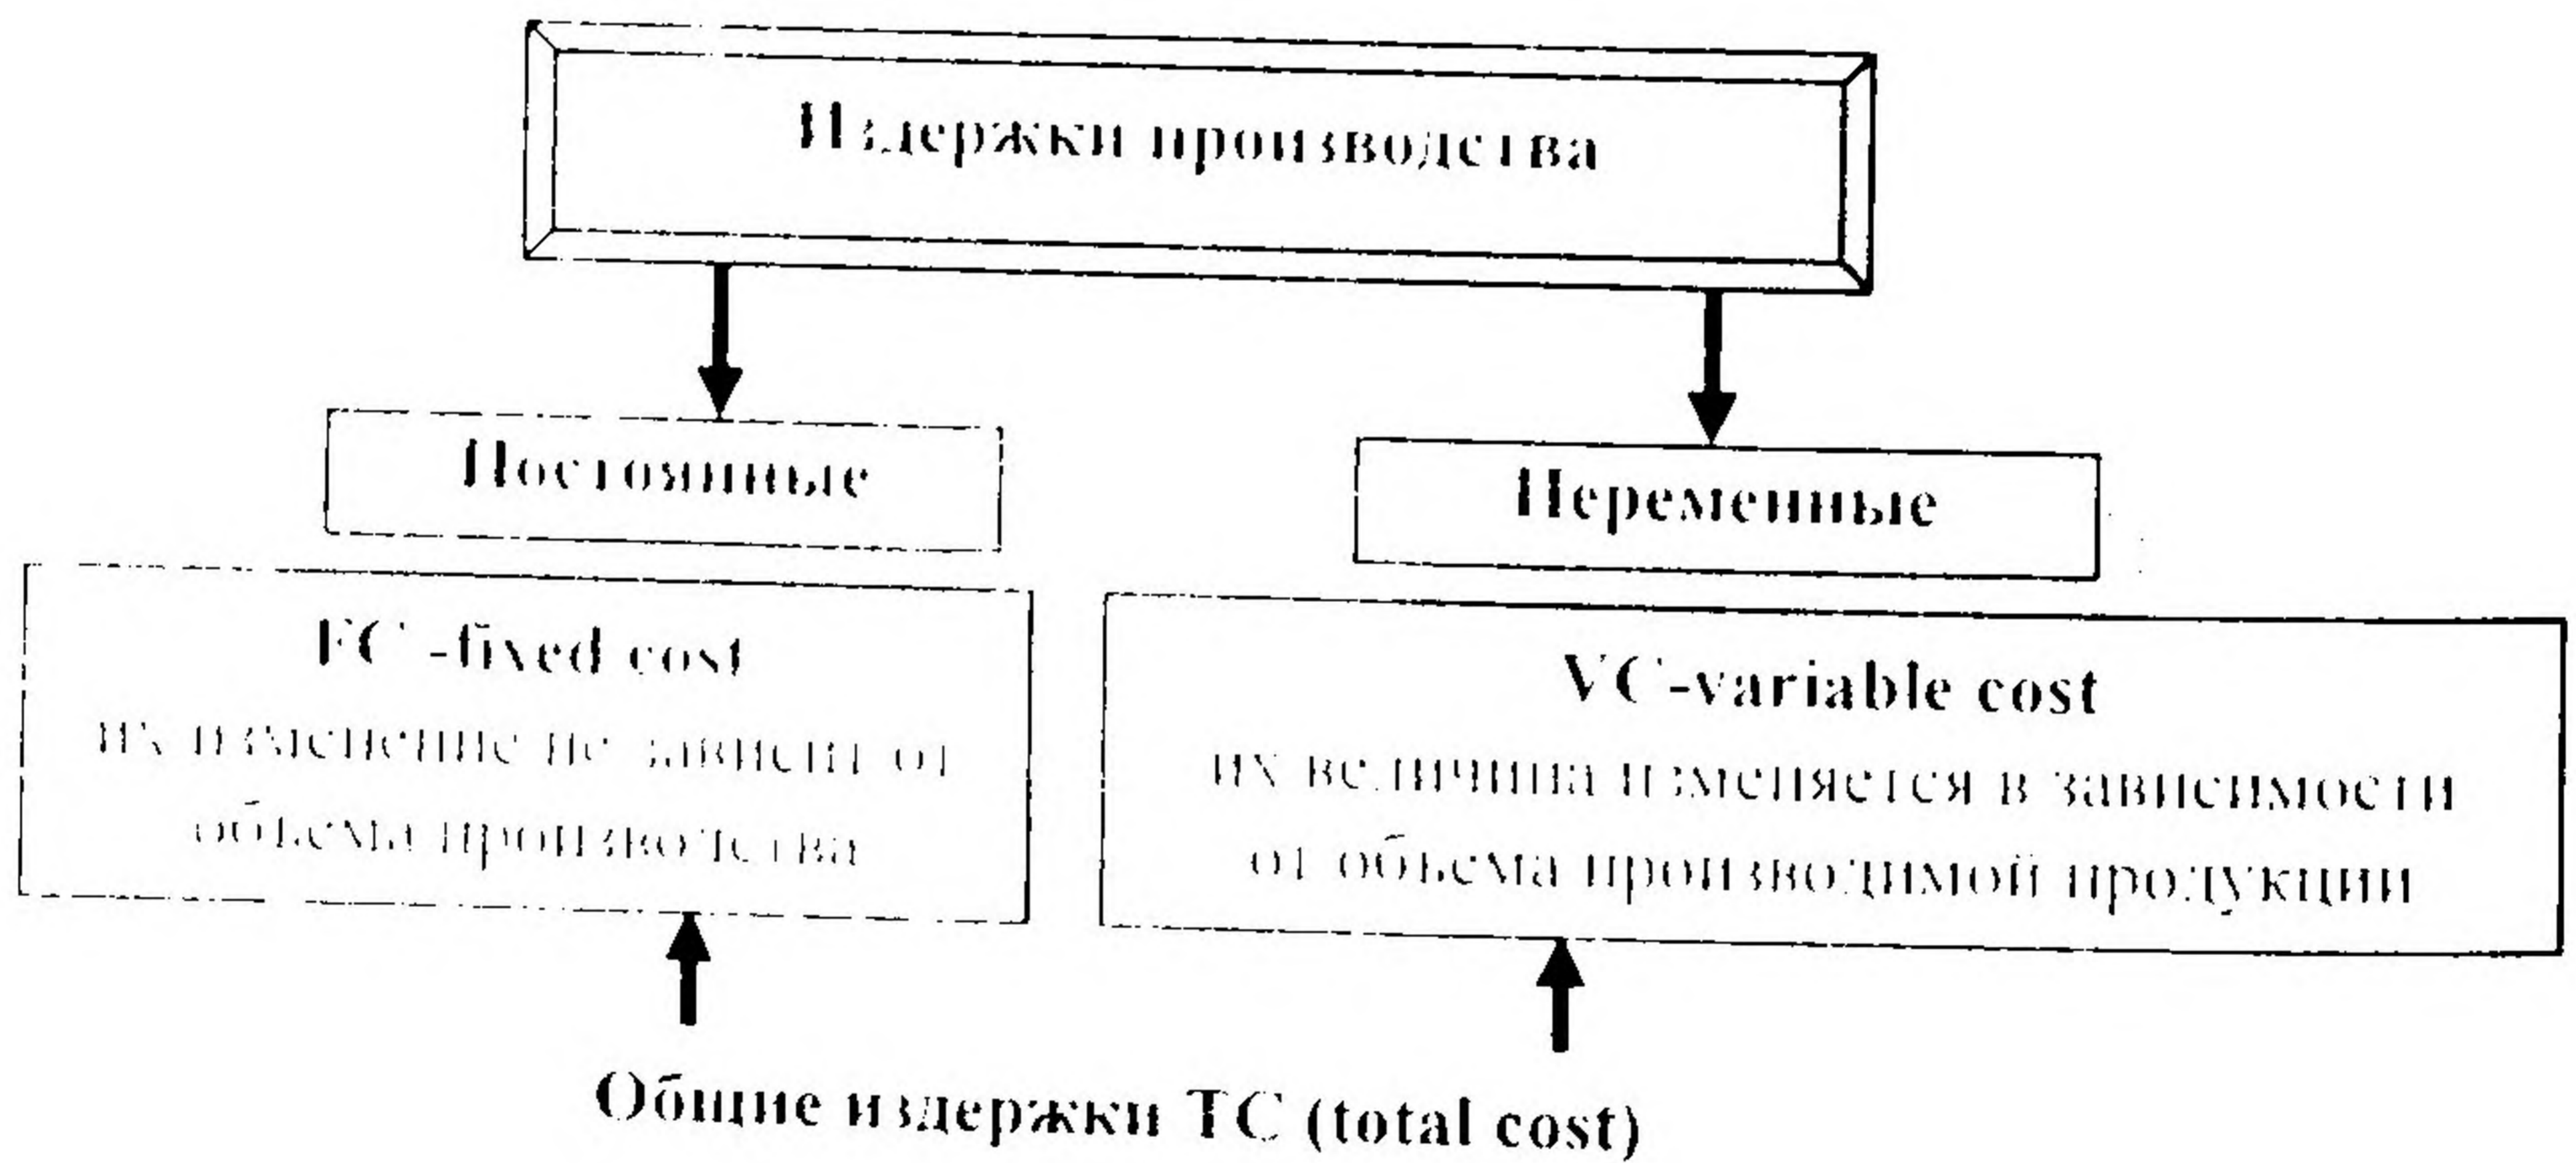 Издержки производства
Постоянные
Переменные
FC -fixed cost
их изменение не зависит от
объема производства
VC-variable cost
их величина изменяется в зависимости
от объема производимой продукции
Общие издержки TC (total cost)